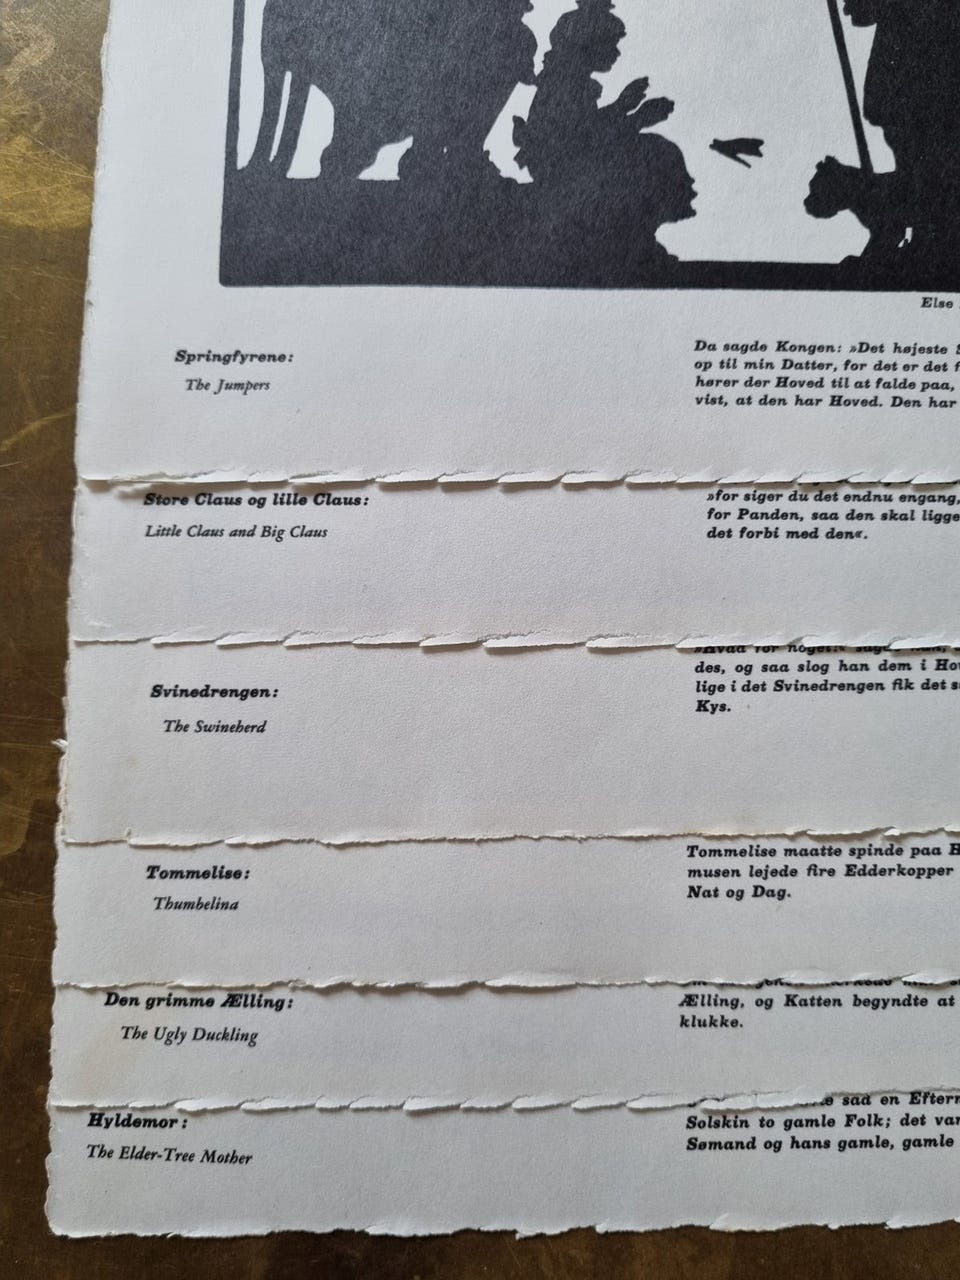 Else
Springfyrene:
The Jumpers
Da sagde Kongen: »Det højeste
op til min Datter, for det er det
hører der Hoved til at falde paa,
vist, at den har Hoved. Den har
Store Claus og lille Claus:
Little Claus and Big Claus
»for siger du det endnu engang,
for Panden, saa den skal ligge
det forbi med den«.
Svinedrengen:
The Swineherd
des, og saa slog han dem i
lige i det Svinedrengen fik det
Kys.
Tommelise:
Thumbelina
Tommelise maatte spinde paa
musen lejede fire Edderkopper
Nat og Dag.
Den grimme Ælling:
The Ugly Duckling
Ælling, og Katten begyndte at
klukke.
Hyldemor:
The Elder-Tree Mother
saa en
Solskin to gamle Folk; det var
Sømand og hans gamle, gamle